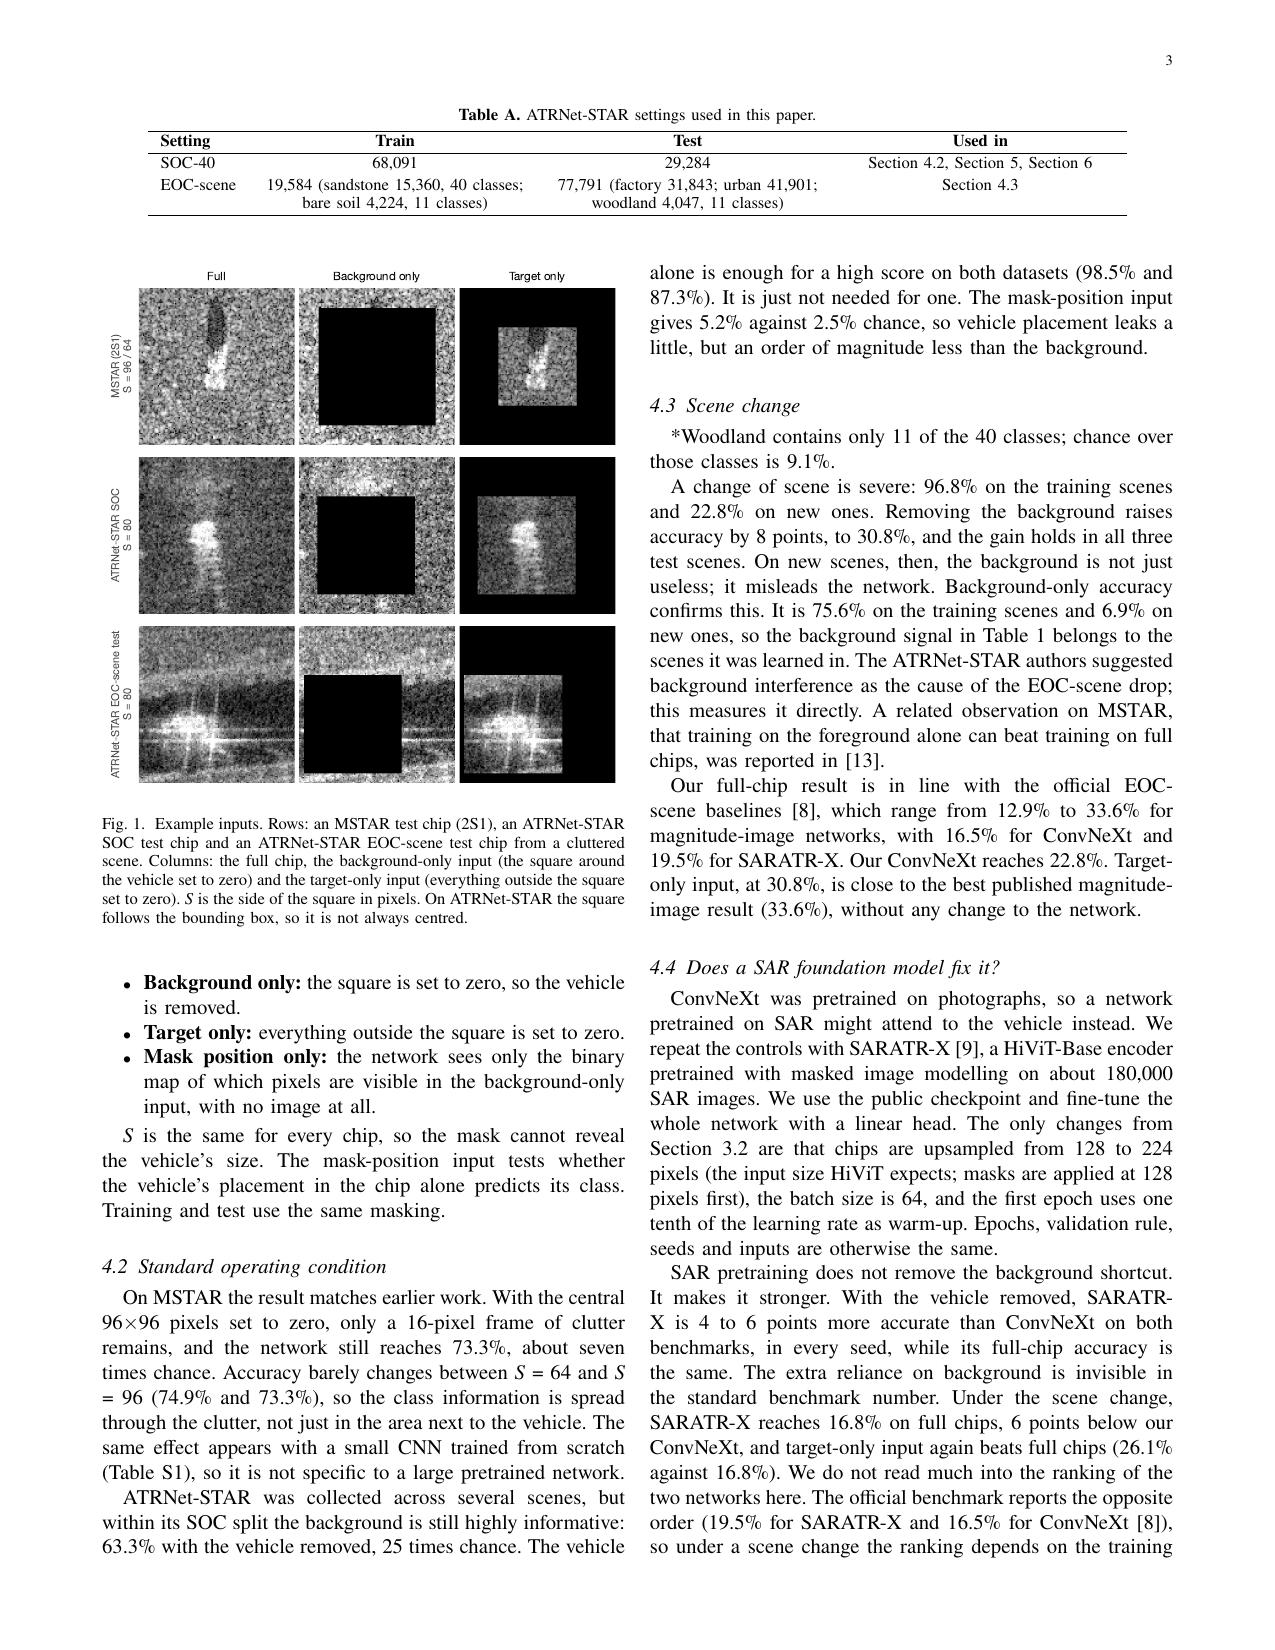 3
Table A. ATRNet-STAR settings used in this paper.
Setting Train Test Used in
SOC-40 68,091 29,284 Section 4.2, Section 5, Section 6
EOC-scene 19,584 (sandstone 15,360, 40 classes; 77,791 (factory 31,843; urban 41,901; Section 4.3
bare soil 4,224, 11 classes) woodland 4,047, 11 classes)
Full Background only Target only
MSTAR (2S1)
S = 96 / 64
ATRNet-STAR SOC
S = 80
ATRNet-STAR EOC-scene test
S = 80
Fig. 1. Example inputs. Rows: an MSTAR test chip (2S1), an ATRNet-STAR
SOC test chip and an ATRNet-STAR EOC-scene test chip from a cluttered
scene. Columns: the full chip, the background-only input (the square around
the vehicle set to zero) and the target-only input (everything outside the square
set to zero). S is the side of the square in pixels. On ATRNet-STAR the square
follows the bounding box, so it is not always centred.
• Background only: the square is set to zero, so the vehicle
is removed.
• Target only: everything outside the square is set to zero.
• Mask position only: the network sees only the binary
map of which pixels are visible in the background-only
input, with no image at all.
S is the same for every chip, so the mask cannot reveal
the vehicle's size. The mask-position input tests whether
the vehicle's placement in the chip alone predicts its class.
Training and test use the same masking.
4.2 Standard operating condition
On MSTAR the result matches earlier work. With the central
96×96 pixels set to zero, only a 16-pixel frame of clutter
remains, and the network still reaches 73.3%, about seven
times chance. Accuracy barely changes between S = 64 and S
= 96 (74.9% and 73.3%), so the class information is spread
through the clutter, not just in the area next to the vehicle. The
same effect appears with a small CNN trained from scratch
(Table S1), so it is not specific to a large pretrained network.
ATRNet-STAR was collected across several scenes, but
within its SOC split the background is still highly informative:
63.3% with the vehicle removed, 25 times chance. The vehicle
alone is enough for a high score on both datasets (98.5% and
87.3%). It is just not needed for one. The mask-position input
gives 5.2% against 2.5% chance, so vehicle placement leaks a
little, but an order of magnitude less than the background.
4.3 Scene change
*Woodland contains only 11 of the 40 classes; chance over
those classes is 9.1%.
A change of scene is severe: 96.8% on the training scenes
and 22.8% on new ones. Removing the background raises
accuracy by 8 points, to 30.8%, and the gain holds in all three
test scenes. On new scenes, then, the background is not just
useless; it misleads the network. Background-only accuracy
confirms this. It is 75.6% on the training scenes and 6.9% on
new ones, so the background signal in Table 1 belongs to the
scenes it was learned in. The ATRNet-STAR authors suggested
background interference as the cause of the EOC-scene drop;
this measures it directly. A related observation on MSTAR,
that training on the foreground alone can beat training on full
chips, was reported in [13].
Our full-chip result is in line with the official EOC-
scene baselines [8], which range from 12.9% to 33.6% for
magnitude-image networks, with 16.5% for ConvNeXt and
19.5% for SARATR-X. Our ConvNeXt reaches 22.8%. Target-
only input, at 30.8%, is close to the best published magnitude-
image result (33.6%), without any change to the network.
4.4 Does a SAR foundation model fix it?
ConvNeXt was pretrained on photographs, so a network
pretrained on SAR might attend to the vehicle instead. We
repeat the controls with SARATR-X [9], a HiViT-Base encoder
pretrained with masked image modelling on about 180,000
SAR images. We use the public checkpoint and fine-tune the
whole network with a linear head. The only changes from
Section 3.2 are that chips are upsampled from 128 to 224
pixels (the input size HiViT expects; masks are applied at 128
pixels first), the batch size is 64, and the first epoch uses one
tenth of the learning rate as warm-up. Epochs, validation rule,
seeds and inputs are otherwise the same.
SAR pretraining does not remove the background shortcut.
It makes it stronger. With the vehicle removed, SARATR-
X is 4 to 6 points more accurate than ConvNeXt on both
benchmarks, in every seed, while its full-chip accuracy is
the same. The extra reliance on background is invisible in
the standard benchmark number. Under the scene change,
SARATR-X reaches 16.8% on full chips, 6 points below our
ConvNeXt, and target-only input again beats full chips (26.1%
against 16.8%). We do not read much into the ranking of the
two networks here. The official benchmark reports the opposite
order (19.5% for SARATR-X and 16.5% for ConvNeXt [8]),
so under a scene change the ranking depends on the training